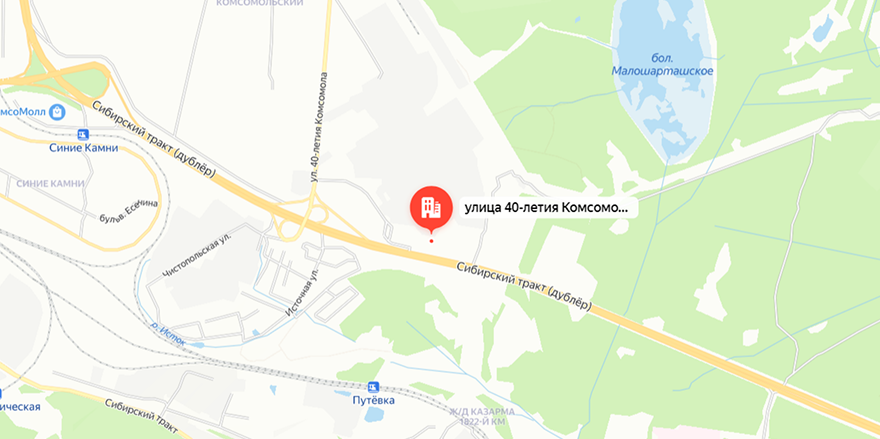 КОМСОМОЛЬСКИЙ
бол.
Малошарташское
ул. 40-летия Комсомола
омсоМолл
Сибирский тракт (дублёр)
Синие Камни
СИНИЕ КАМНИ
бульв. Есенина
улица 40-летия Комсомо...
Чистопольская ул.
Источная ул.
Сибирский тракт (дублёр)
р. Исток
Путёвка
ическая
Сибирский тракт
Ж/Д КАЗАРМА
1822-Й КМ